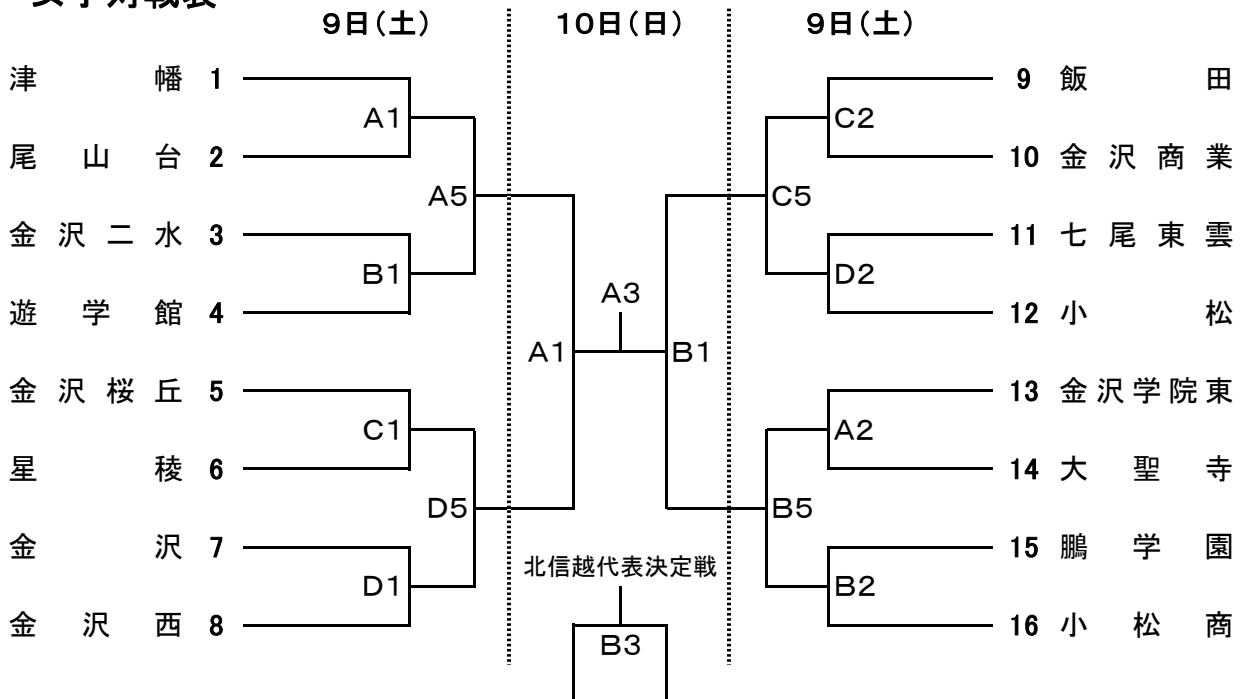 9日(土) 10日(日) 9日(土)
津幡 1
A1
尾山台 2
A5
金沢二水 3
B1
遊学館 4
A1
金沢桜丘 5
C1
星稜 6
D5
金沢 7
D1
金沢西 8
A3
北信越代表決定戦
B3
9 飯田
C2
10 金沢商業
C5
11 七尾東雲
D2
12 小松
B1
13 金沢学院東
A2
14 大聖寺
B5
15 鵬学園
B2
16 小松商